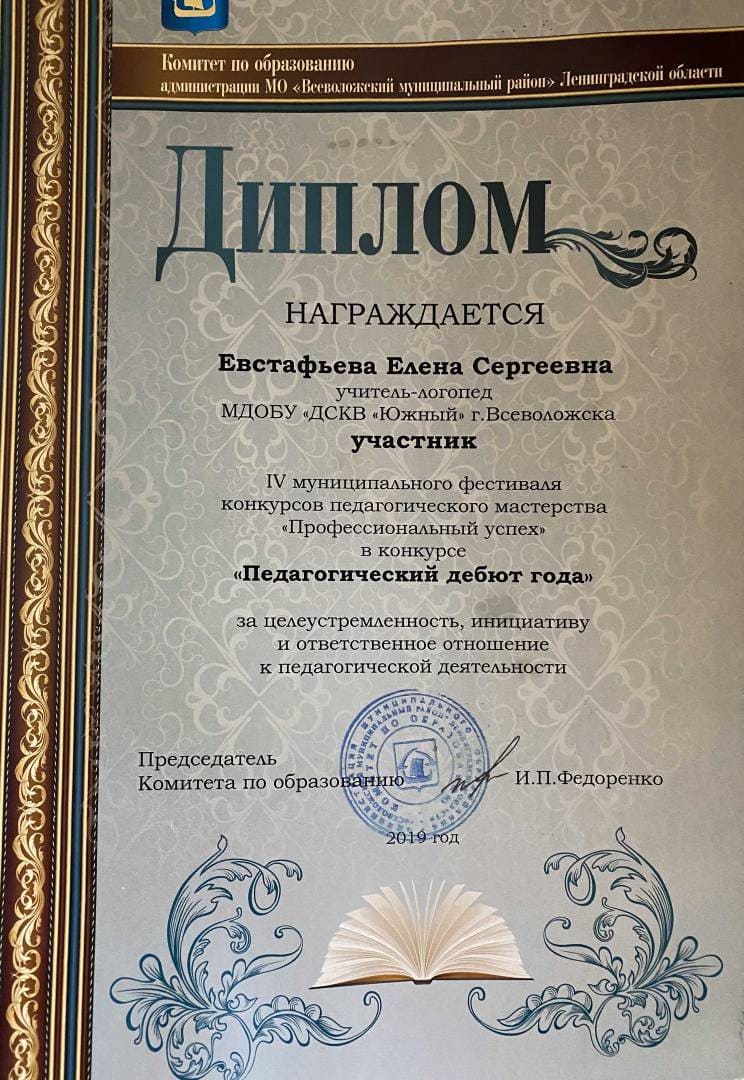 Комитет по образованию
администрации МО «Всеволожский муниципальный район» Ленинградской области
Диплом
НАГРАЖДАЕТСЯ
Евстафьева Елена Сергеевна
учитель-логопед
МДОБУ «ДСКВ «Южный» г.Всеволожска
участник
IV муниципального фестиваля
конкурсов педагогического мастерства
«Профессиональный успех»
в конкурсе
«Педагогический дебют года»
за целеустремленность, инициативу
и ответственное отношение
к педагогической деятельности
Председатель
Комитета по образованию
И.П.Федоренко
2019 год